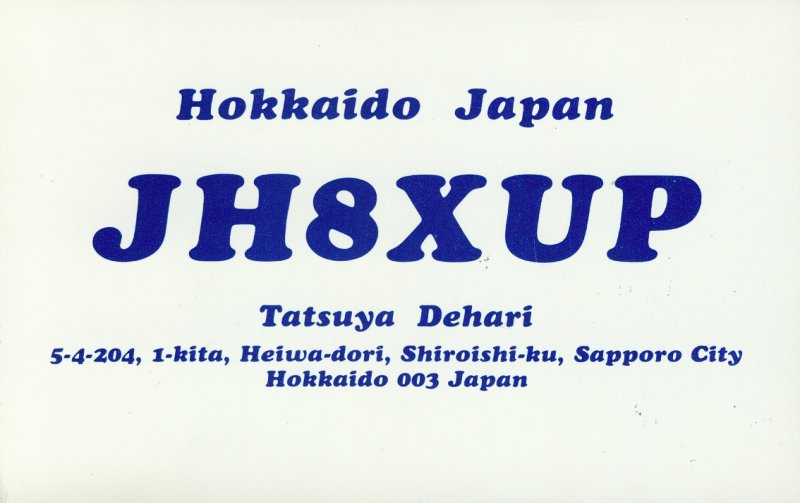 Hokkaido Japan
JH8XUP
Tatsuya Dehari
5-4-204, 1-kita, Heiwa-dori, Shiroishi-ku, Sapporo City
Hokkaido 003 Japan